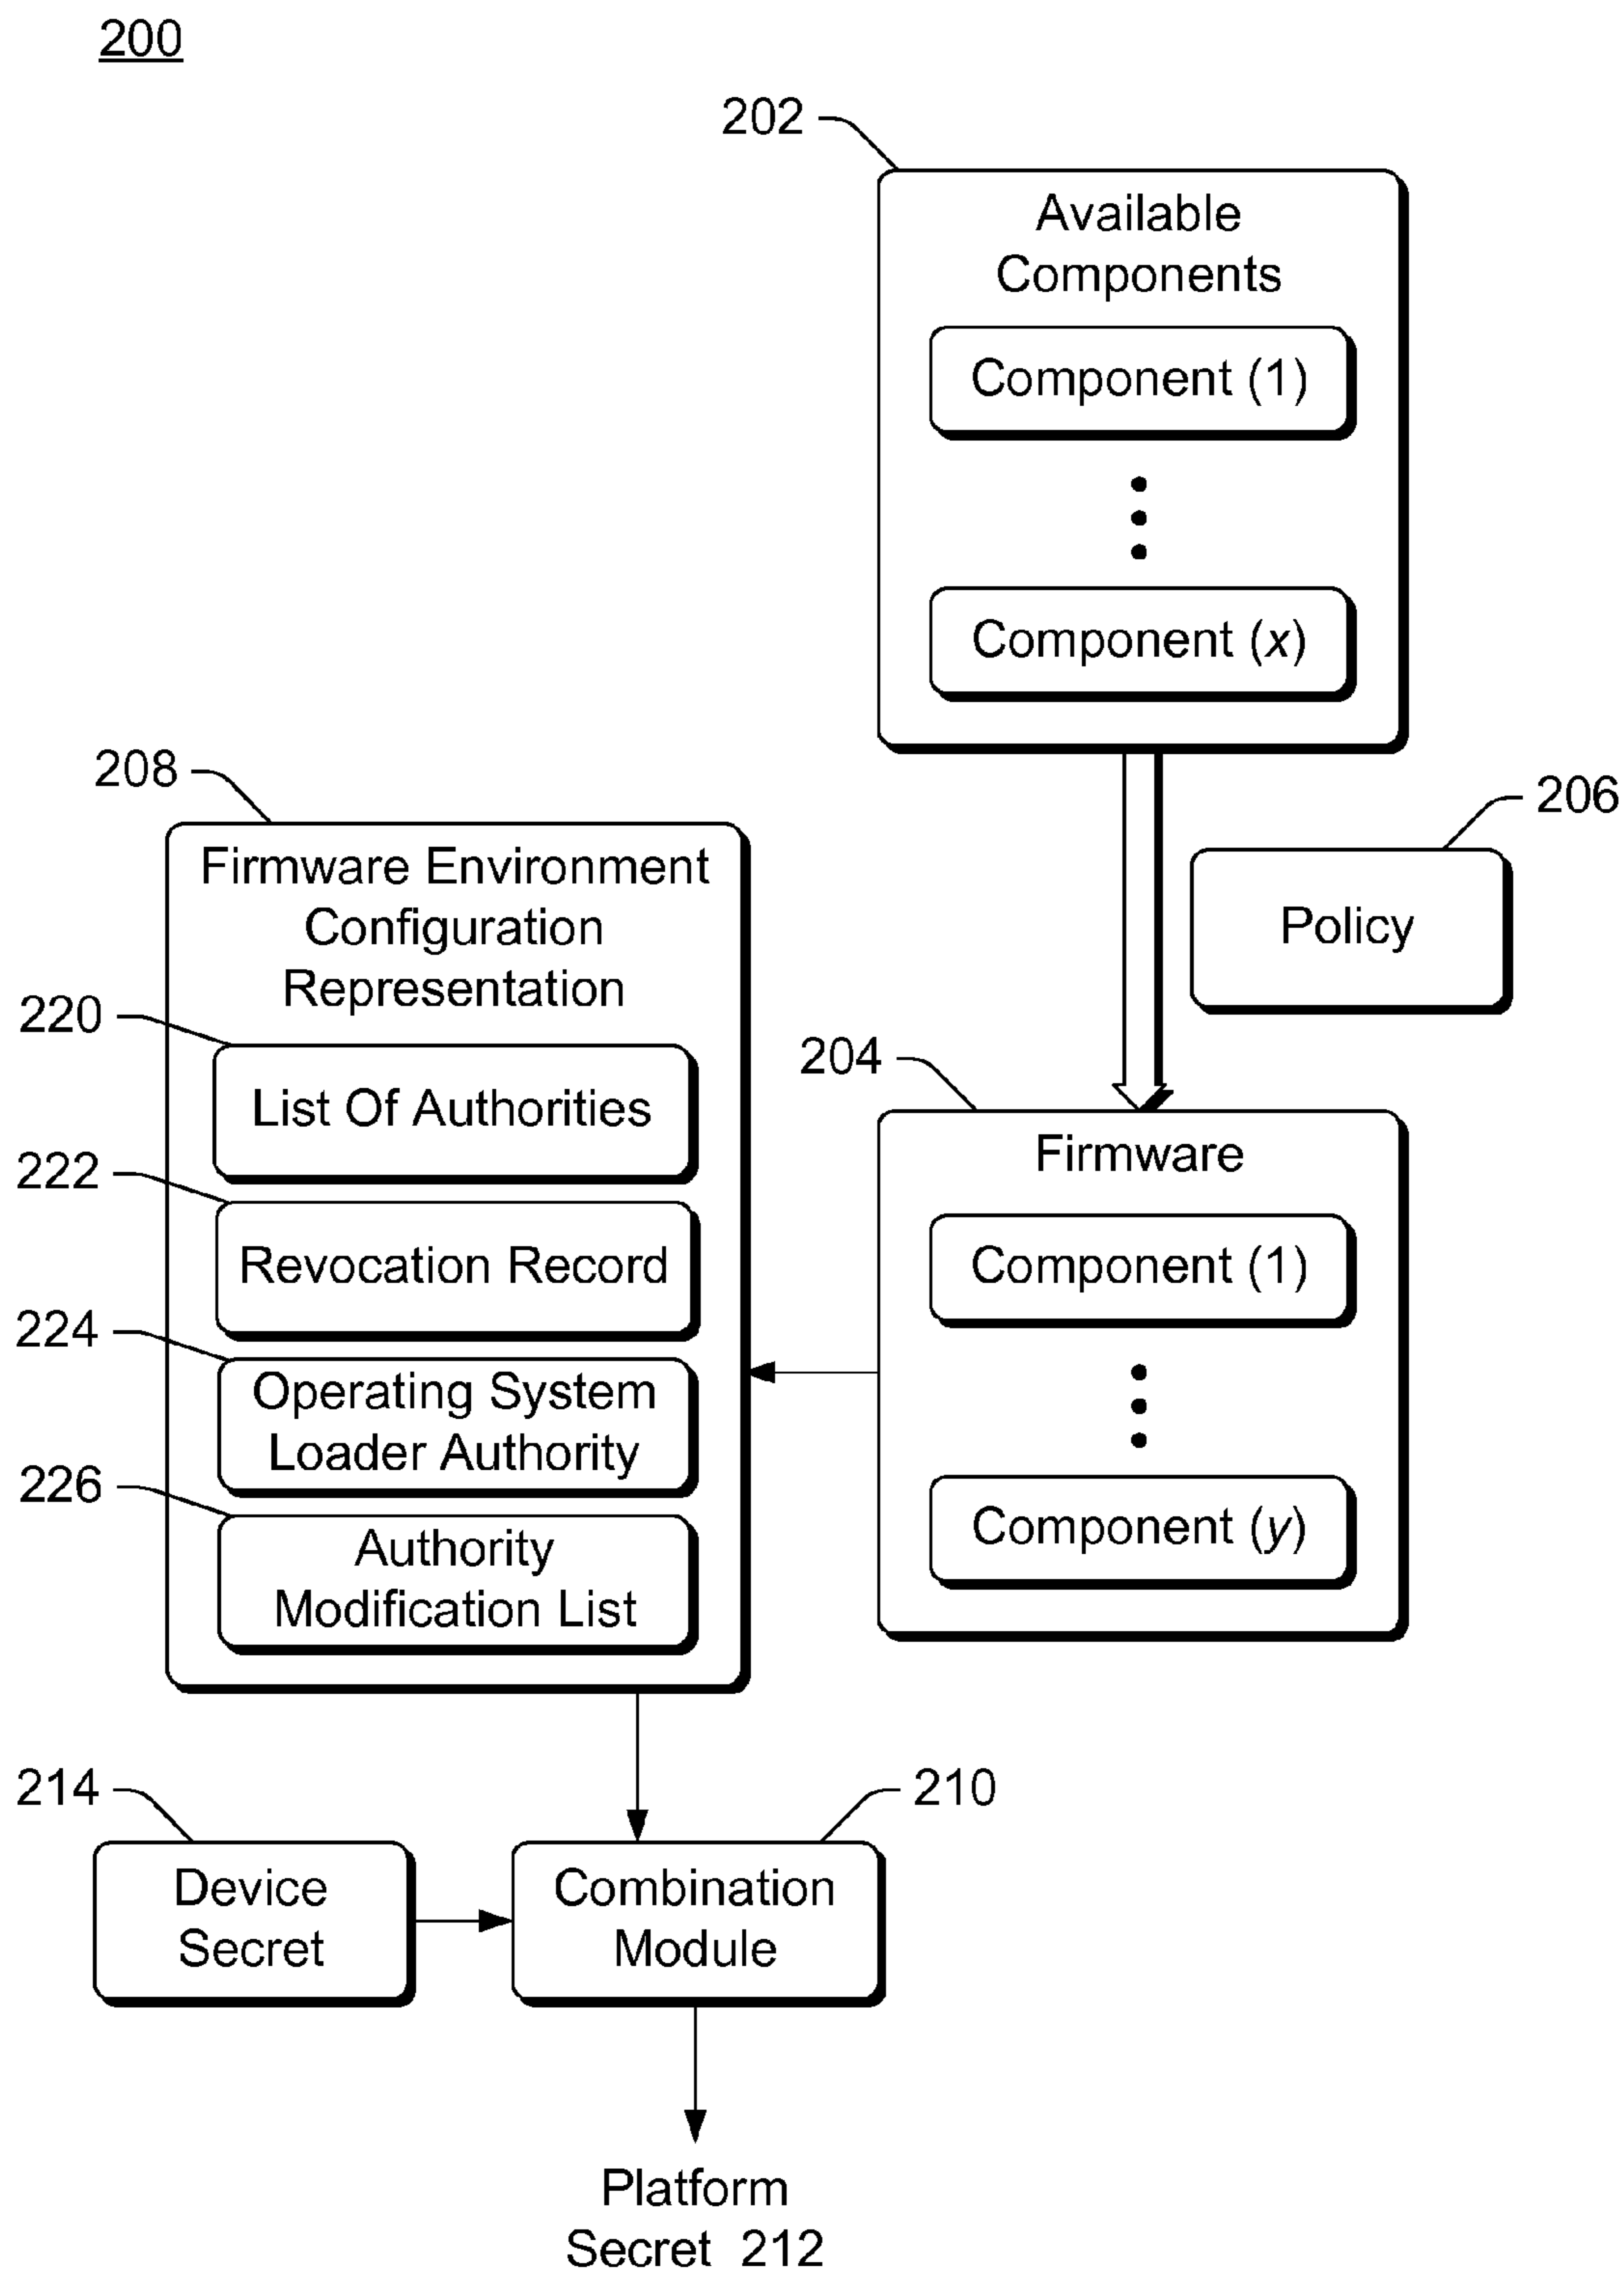 200
202
Available
Components
Component (1)
Component (x)
208
206
Firmware Environment
Configuration
Representation
Policy
220
List Of Authorities
204
Firmware
222
Revocation Record
Component (1)
224
Operating System
Loader Authority
226
Authority
Modification List
Component (y)
214
210
Device
Secret
Combination
Module
Platform
Secret 212